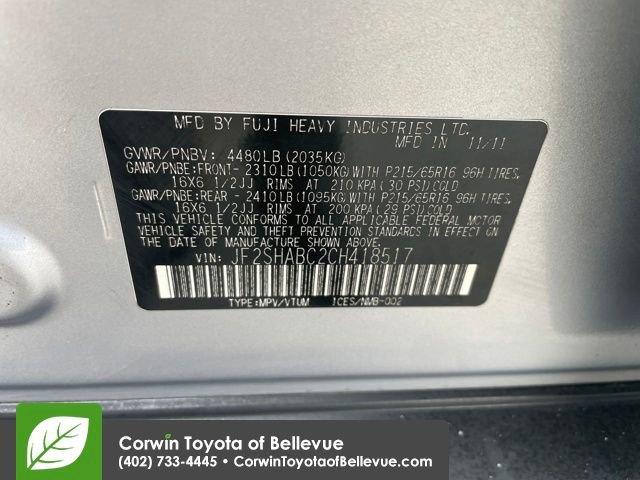 MFD BY FUJI HEAVY INDUSTRIES LTD.
MFD IN 11/11
GVWR/PNBV: 4480LB(2035KG)
GAWR/PNBE:FRONT- 2310LB(1050KG)WITH P215/65R16 96H TIRES,
16X6 1/2JJ RIMS AT 210 KPA(30 PSI)COLD
GAWR/PNBE:REAR - 2410LB(1095KG)WITH P215/65R16 96H TIRES,
16X6 1/2JJ RIMS AT 200 KPA(29 PSI)COLD
THIS VEHICLE CONFORMS TO ALL APPLICABLE FEDERAL MOTOR
VEHICLE SAFETY AND THEFT PREVENTION STANDARDS IN EFFECT
ON THE DATE OF MANUFACTURE SHOWN ABOVE.
VIN: JF2SHABC2CH418517
TYPE:MPV/VTUM ICES/NMB-002
Corwin Toyota of Bellevue
(402) 733-4445 • CorwinToyotaofBellevue.com